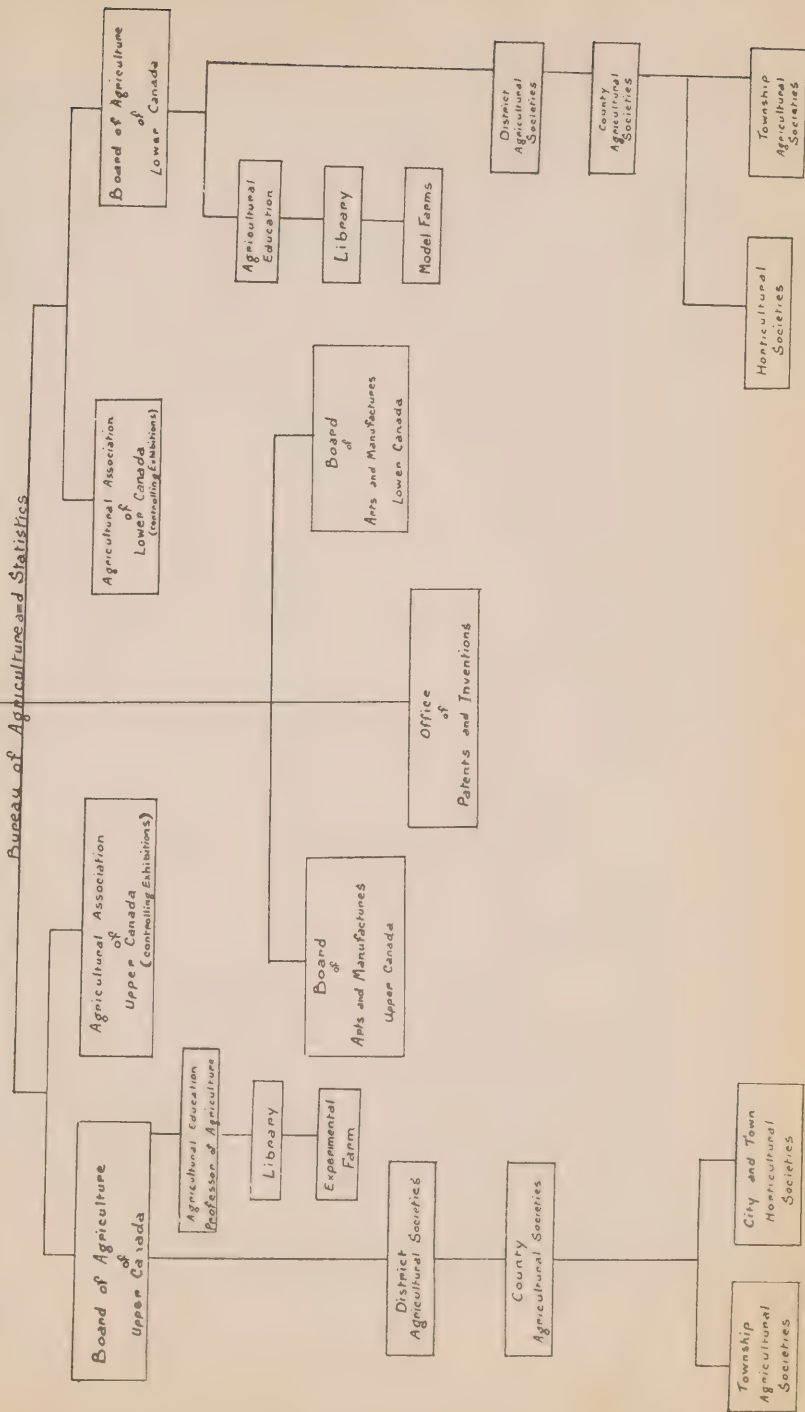 Bureau of Agriculture and Statistics
Board of Agriculture
of
Upper Canada
Agricultural Association
of
Upper Canada
(controlling Exhibitions)
Agricultural Association
of
Lower Canada
(controlling Exhibitions)
Board of Agriculture
of
Lower Canada
Agricultural Education
Professor of Agriculture
Library
Experimental
Farm
District
Agricultural Societies
County
Agricultural Societies
Township
Agricultural
Societies
City and Town
Horticultural
Societies
Board
of
Arts and Manufactures
Upper Canada
Office
of
Patents and Inventions
Board
of
Arts and Manufactures
Lower Canada
Agricultural
Education
Library
Model Farms
District
Agricultural
Societies
County
Agricultural
Societies
Horticultural
Societies
Township
Agricultural
Societies